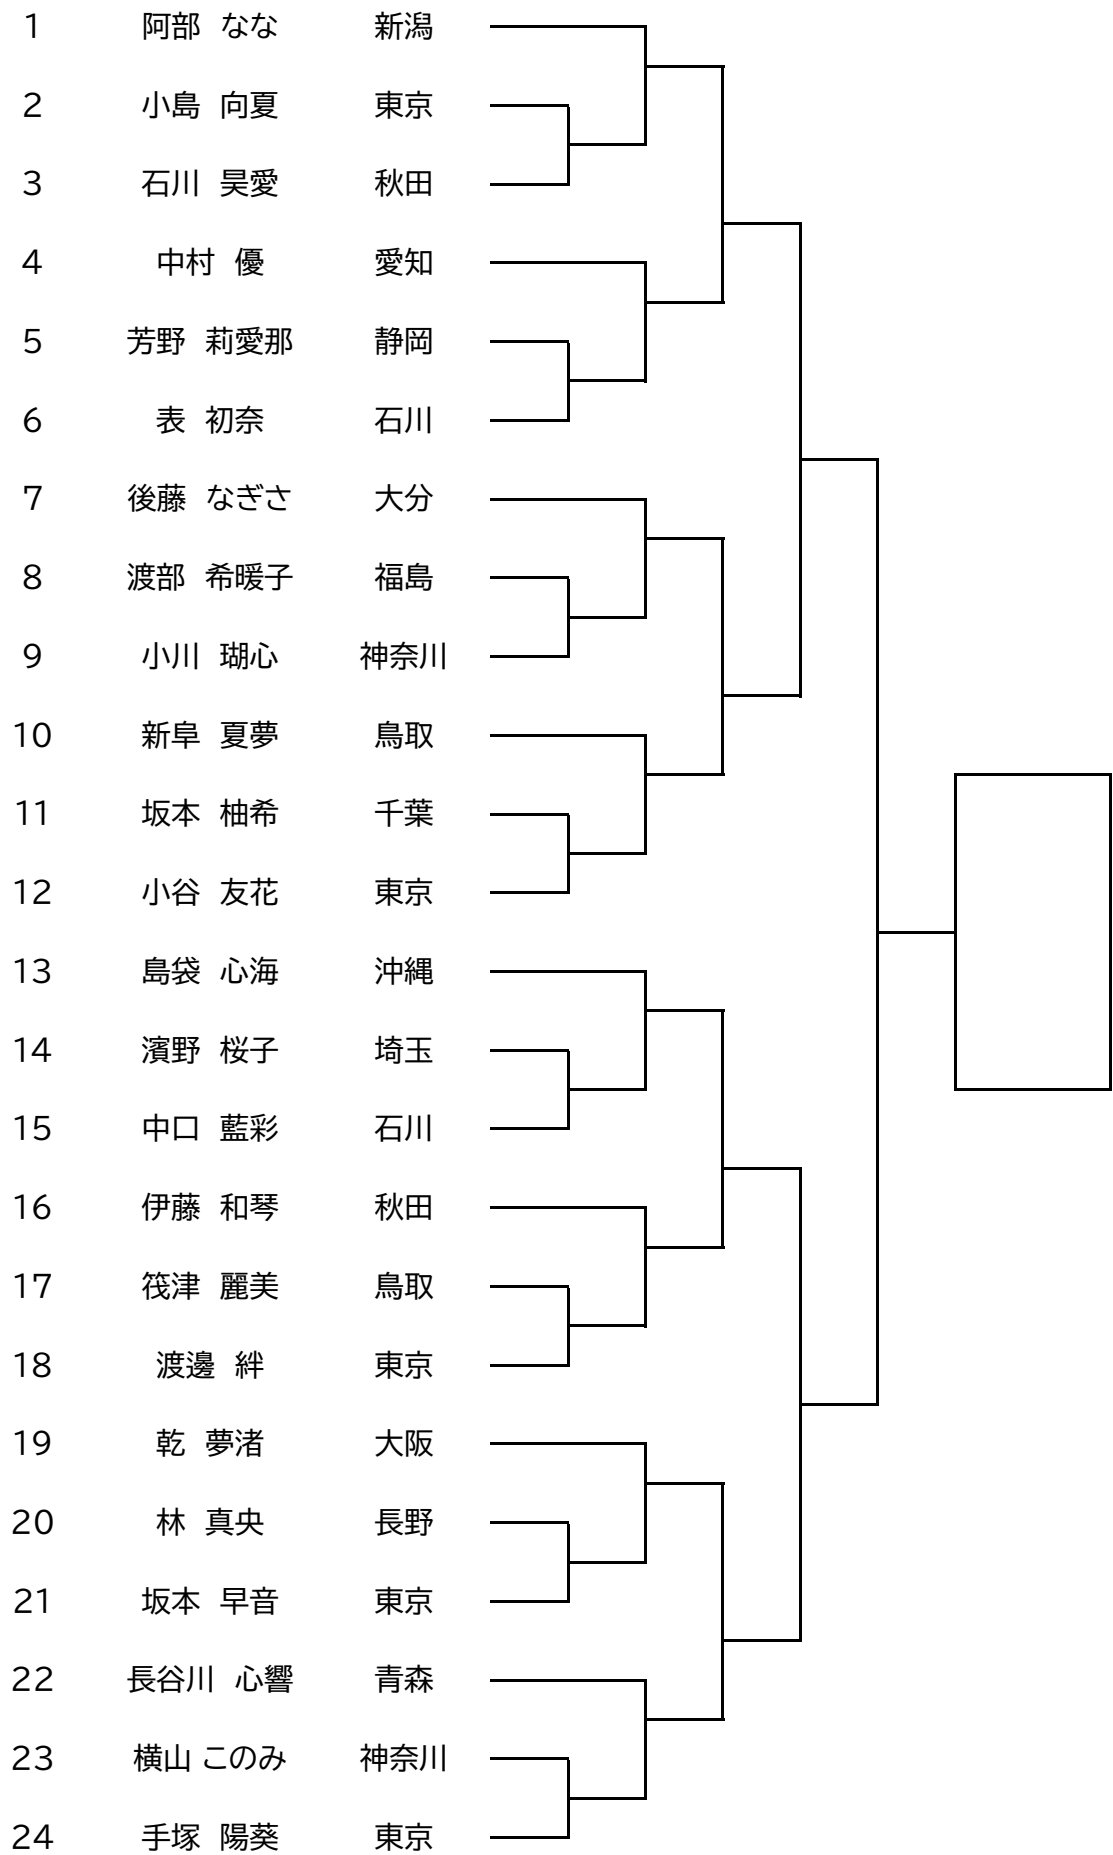 1 阿部 なな 新潟
2 小島 向夏 東京
3 石川 昊愛 秋田
4 中村 優 愛知
5 芳野 莉愛那 静岡
6 表 初奈 石川
7 後藤 なぎさ 大分
8 渡部 希暖子 福島
9 小川 瑚心 神奈川
10 新阜 夏夢 鳥取
11 坂本 柚希 千葉
12 小谷 友花 東京
13 島袋 心海 沖縄
14 濱野 桜子 埼玉
15 中口 藍彩 石川
16 伊藤 和琴 秋田
17 筏津 麗美 鳥取
18 渡邊 絆 東京
19 乾 夢渚 大阪
20 林 真央 長野
21 坂本 早音 東京
22 長谷川 心響 青森
23 横山 このみ 神奈川
24 手塚 陽葵 東京